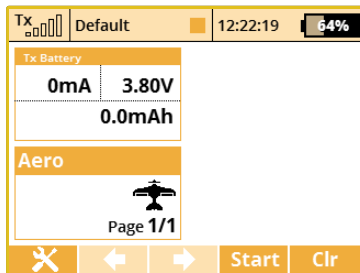 Tx Default 12:22:19 64%
Tx Battery
0mA 3.80V
0.0mAh
Aero
Page 1/1
Start Clr